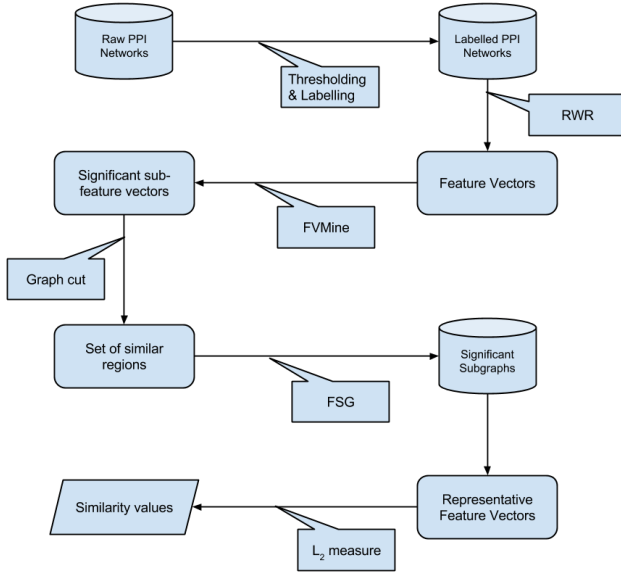 Raw PPI
Networks
Labelled PPI
Networks
Thresholding
& Labelling
RWR
Significant sub-
feature vectors
Feature Vectors
FVMine
Graph cut
Set of similar
regions
Significant
Subgraphs
FSG
Similarity values
Representative
Feature Vectors
L₂ measure